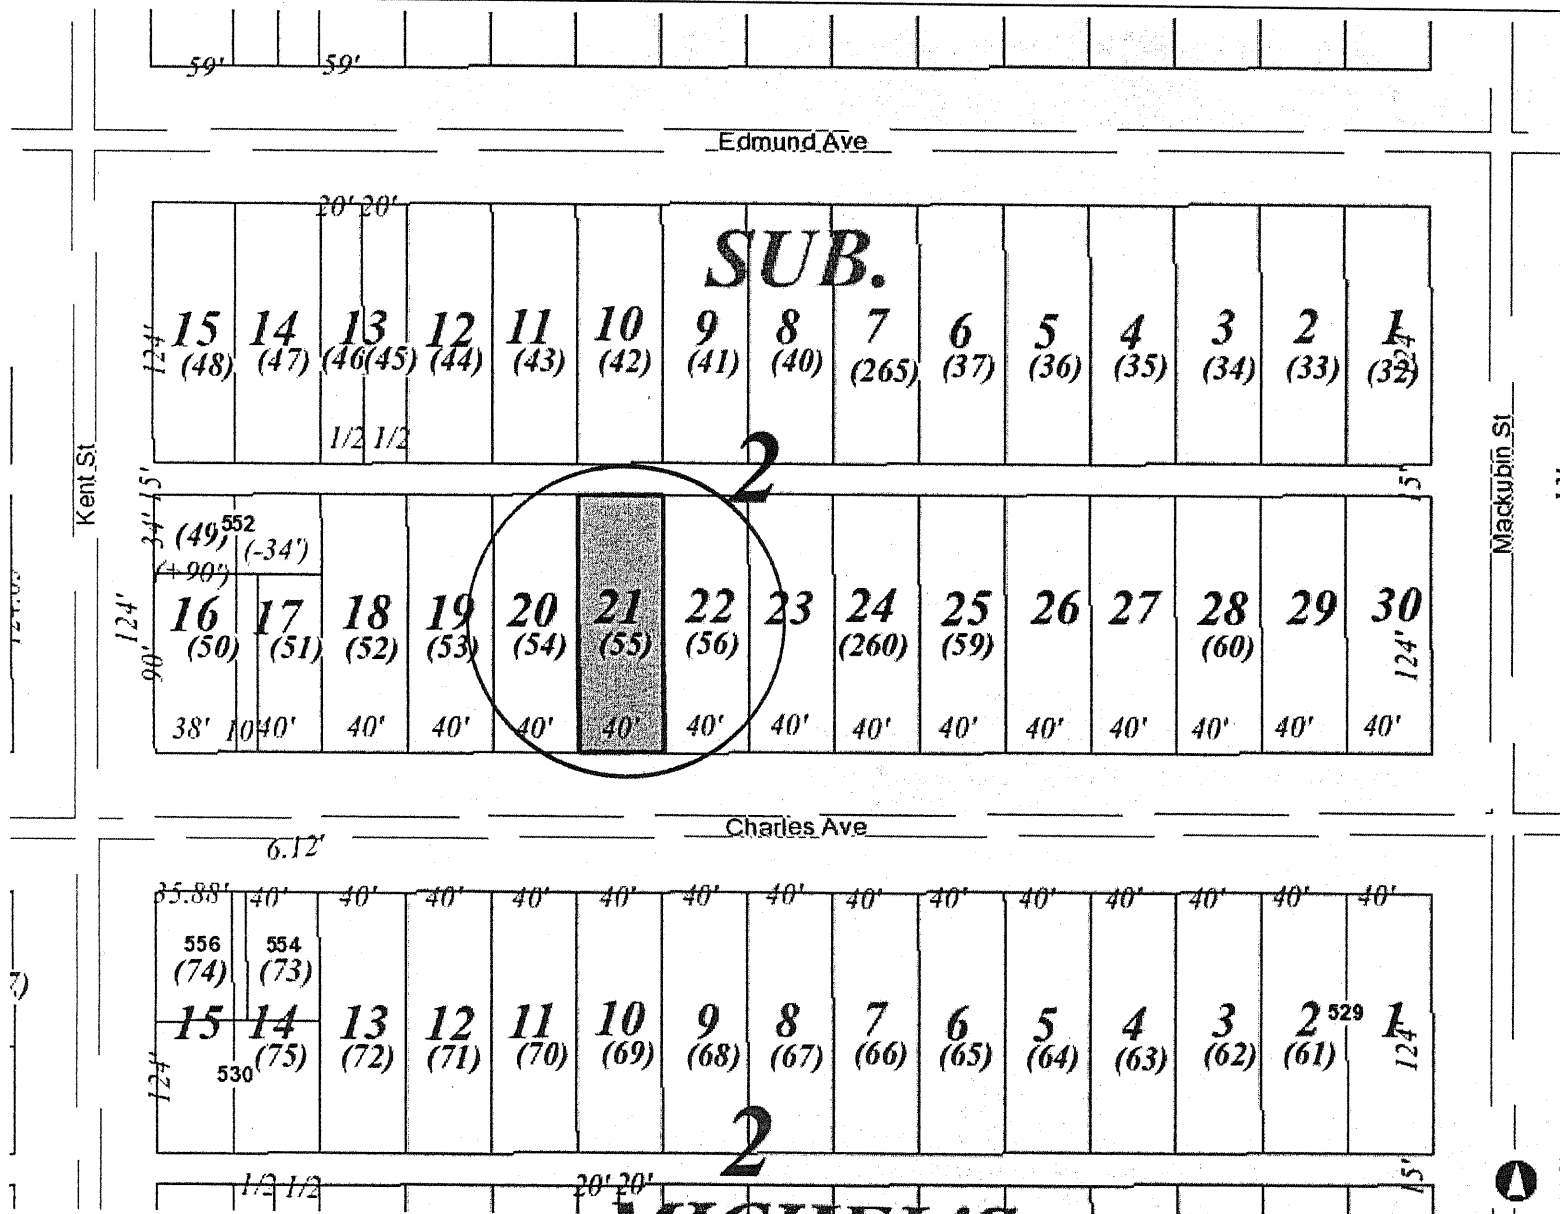 59' 59'
Edmund Ave
20' 20'
SUB.
15 14 13 12 11 10 9 8 7 6 5 4 3 2 1
(48) (47) (46 (45) (44) (43) (42) (41) (40) (265) (37) (36) (35) (34) (33) (32)
124' 124'
1/2 1/2
2
Kent St
Mackubin St
15' 15'
34' (49) 552 (-34')
(+90')
16 17 18 19 20 21 22 23 24 25 26 27 28 29 30
(50) (51) (52) (53) (54) (55) (56) (260) (59) (60)
124' 90' 124'
38' 10' 40' 40' 40' 40' 40' 40' 40' 40' 40' 40' 40' 40' 40' 40'
Charles Ave
6.12'
35.88' 40' 40' 40' 40' 40' 40' 40' 40' 40' 40' 40' 40' 40' 40'
556 554
(74) (73)
15 14 13 12 11 10 9 8 7 6 5 4 3 2 529 1
(75) (72) (71) (70) (69) (68) (67) (66) (65) (64) (63) (62) (61)
124' 530 124'
2
15'
1/2 1/2 20' 20'